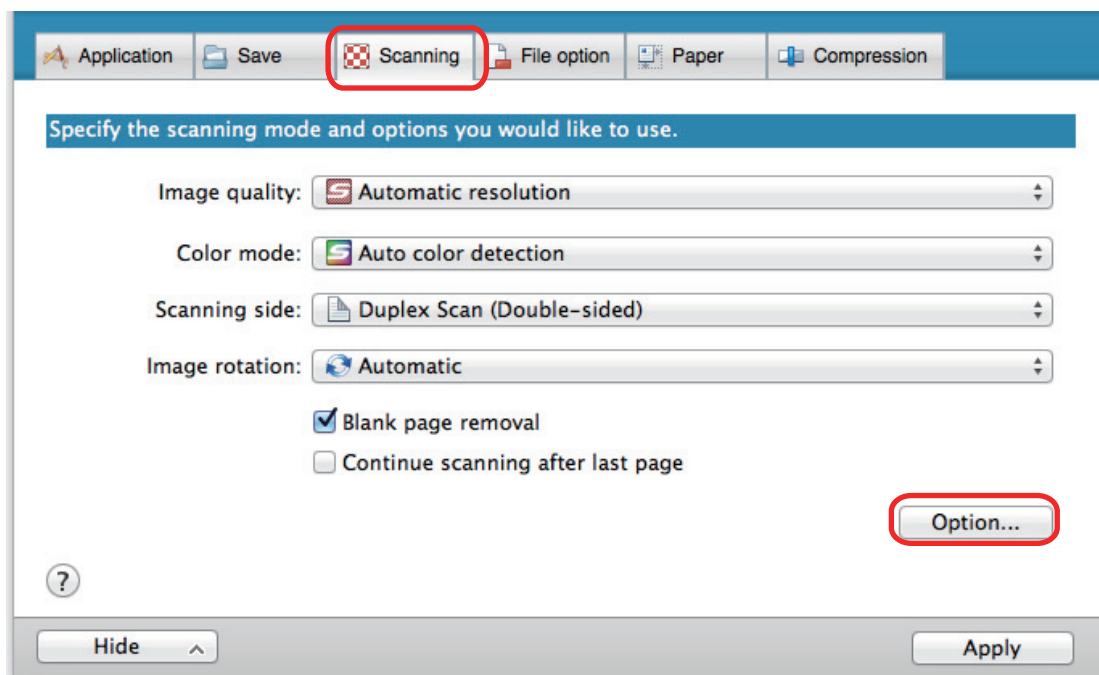 Application Save Scanning File option Paper Compression
Specify the scanning mode and options you would like to use.
Image quality: Automatic resolution
Color mode: Auto color detection
Scanning side: Duplex Scan (Double-sided)
Image rotation: Automatic
Blank page removal
Continue scanning after last page
Option...
?
Hide Apply